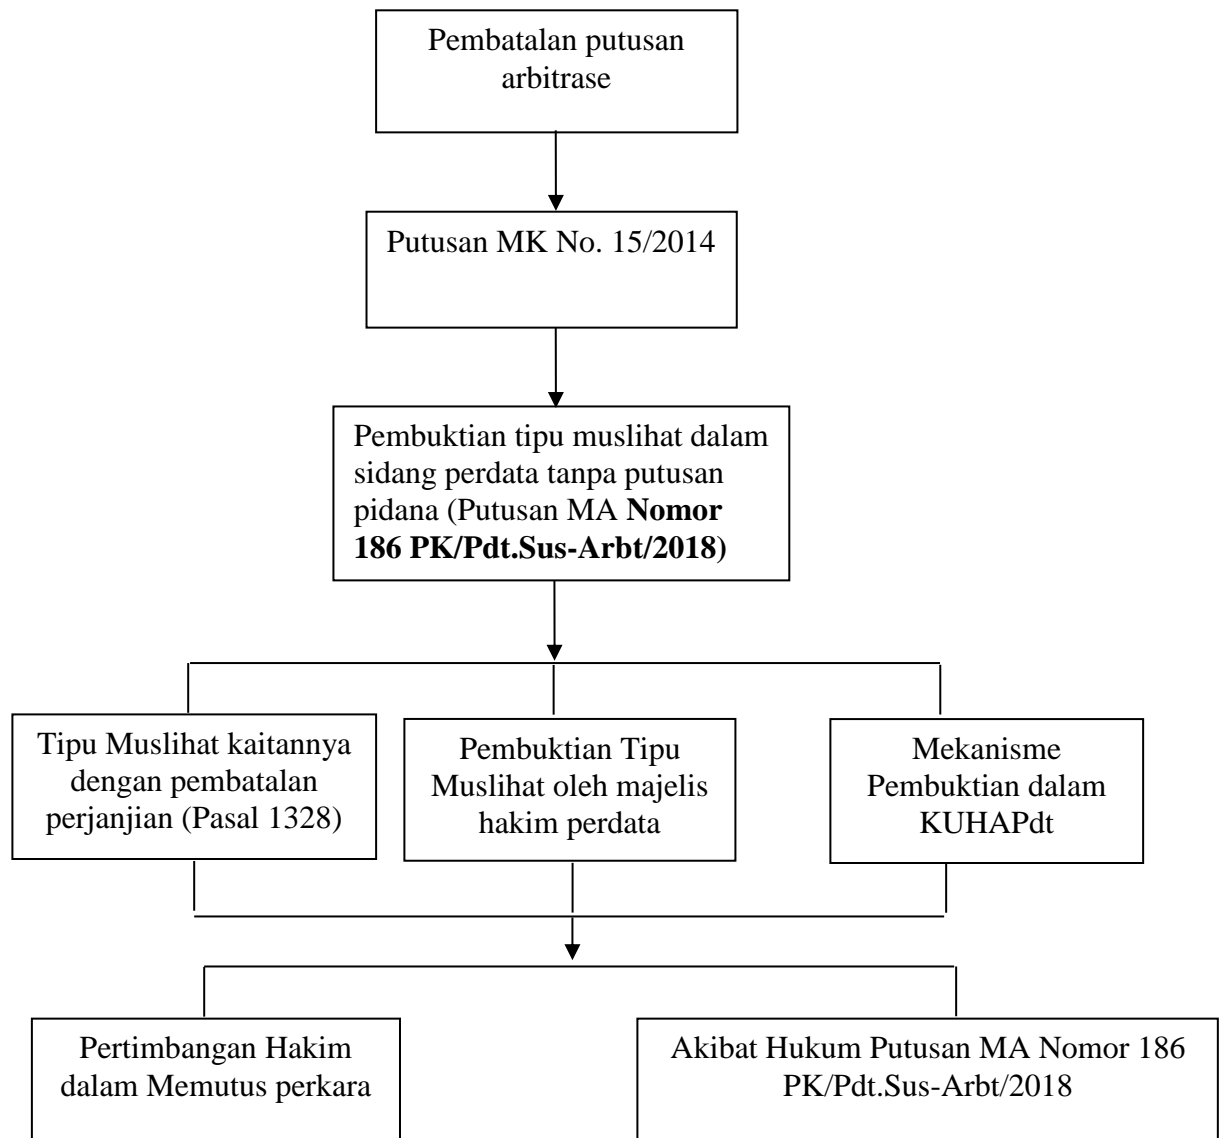 Pembatalan putusan
arbitrase
Putusan MK No. 15/2014
Pembuktian tipu muslihat dalam
sidang perdata tanpa putusan
pidana (Putusan MA Nomor
186 PK/Pdt.Sus-Arbt/2018)
Tipu Muslihat kaitannya
dengan pembatalan
perjanjian (Pasal 1328)
Pembuktian Tipu
Muslihat oleh majelis
hakim perdata
Mekanisme
Pembuktian dalam
KUHAPdt
Pertimbangan Hakim
dalam Memutus perkara
Akibat Hukum Putusan MA Nomor 186
PK/Pdt.Sus-Arbt/2018